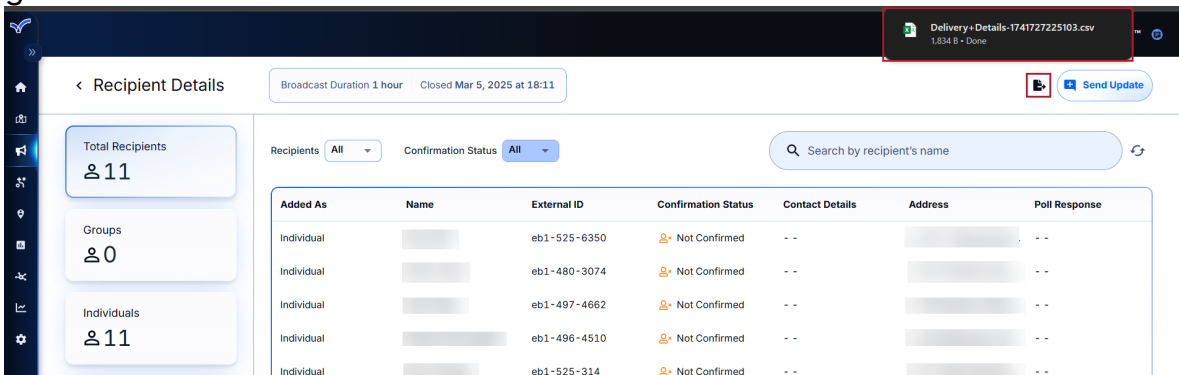 g
Delivery+Details-1741727225103.csv
1,834 B • Done
™
»
‹ Recipient Details
Broadcast Duration 1 hour Closed Mar 5, 2025 at 18:11
Send Update
Total Recipients
11
Recipients All Confirmation Status All Search by recipient's name
Groups
0
Individuals
11
Added As Name External ID Confirmation Status Contact Details Address Poll Response
Individual eb1-525-6350 Not Confirmed - - - -
Individual eb1-480-3074 Not Confirmed - - - -
Individual eb1-497-4662 Not Confirmed - - - -
Individual eb1-496-4510 Not Confirmed - - - -
Individual eb1-525-314 Not Confirmed - - - -